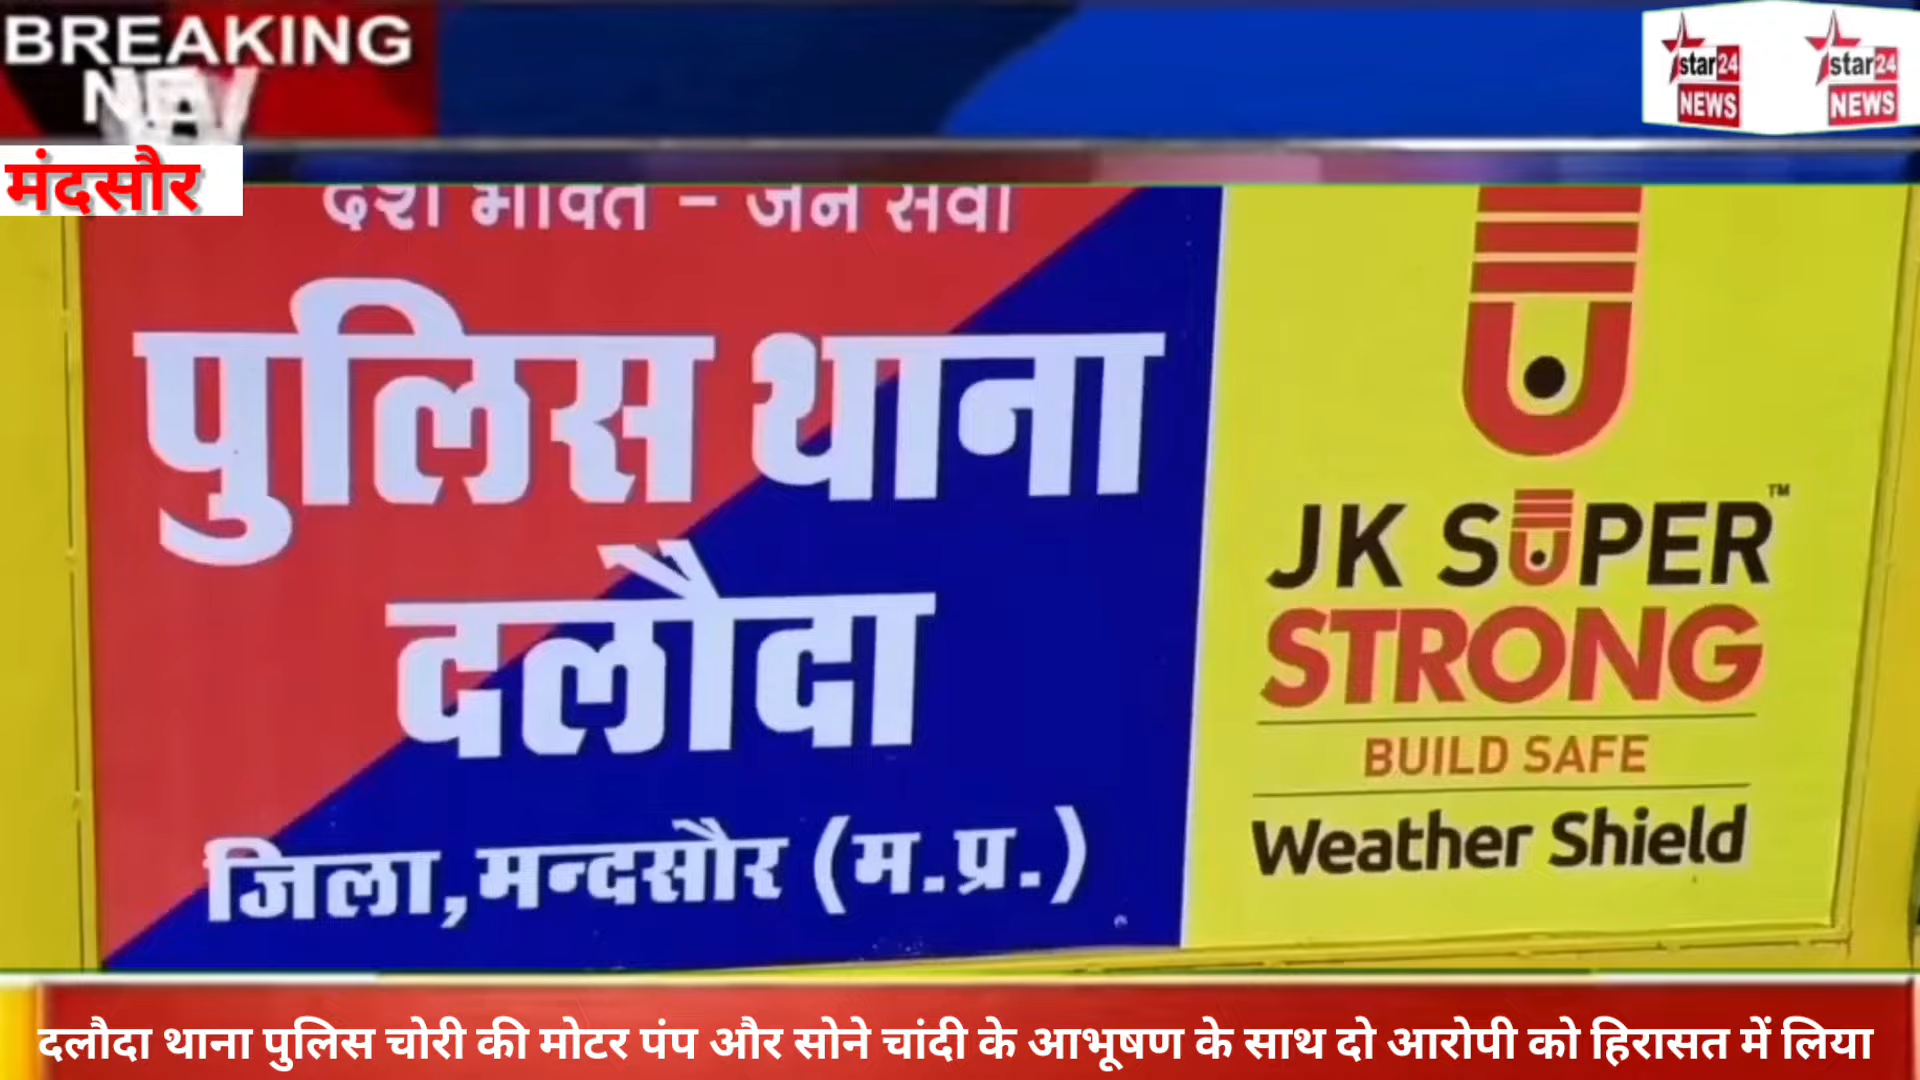 BREAKING
star24
NEWS
star24
NEWS
मंदसौर
देश भक्ति - जन सेवा
पुलिस थाना
दलौदा
जिला,मन्दसौर (म.प्र.)
JK SUPER
TM
STRONG
BUILD SAFE
Weather Shield
दलौदा थाना पुलिस चोरी की मोटर पंप और सोने चांदी के आभूषण के साथ दो आरोपी को हिरासत में लिया